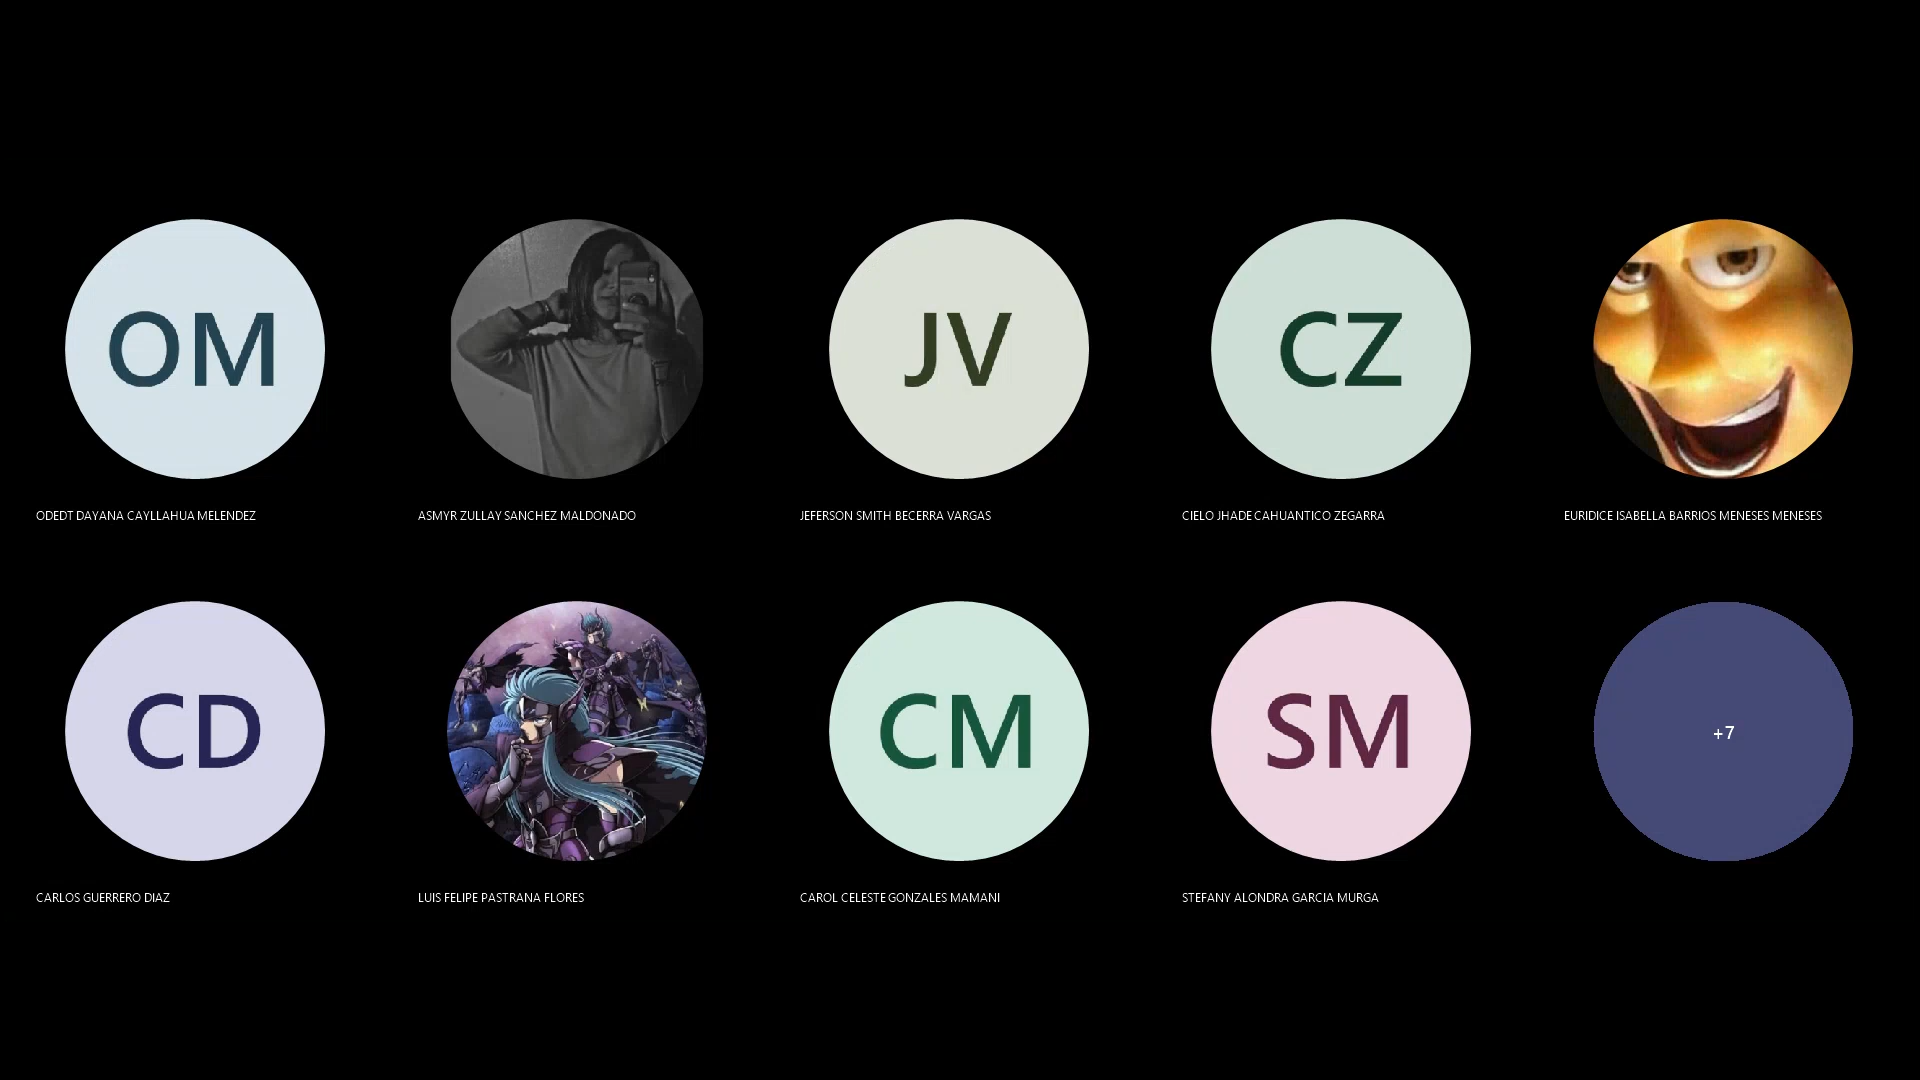 OM
JV
CZ
ODEDT DAYANA CAYLLAHUA MELENDEZ
ASMYR ZULLAY SANCHEZ MALDONADO
JEFERSON SMITH BECERRA VARGAS
CIELO JHADE CAHUANTICO ZEGARRA
EURIDICE ISABELLA BARRIOS MENESES MENESES
CD
CM
SM
+7
CARLOS GUERRERO DIAZ
LUIS FELIPE PASTRANA FLORES
CAROL CELESTE GONZALES MAMANI
STEFANY ALONDRA GARCIA MURGA